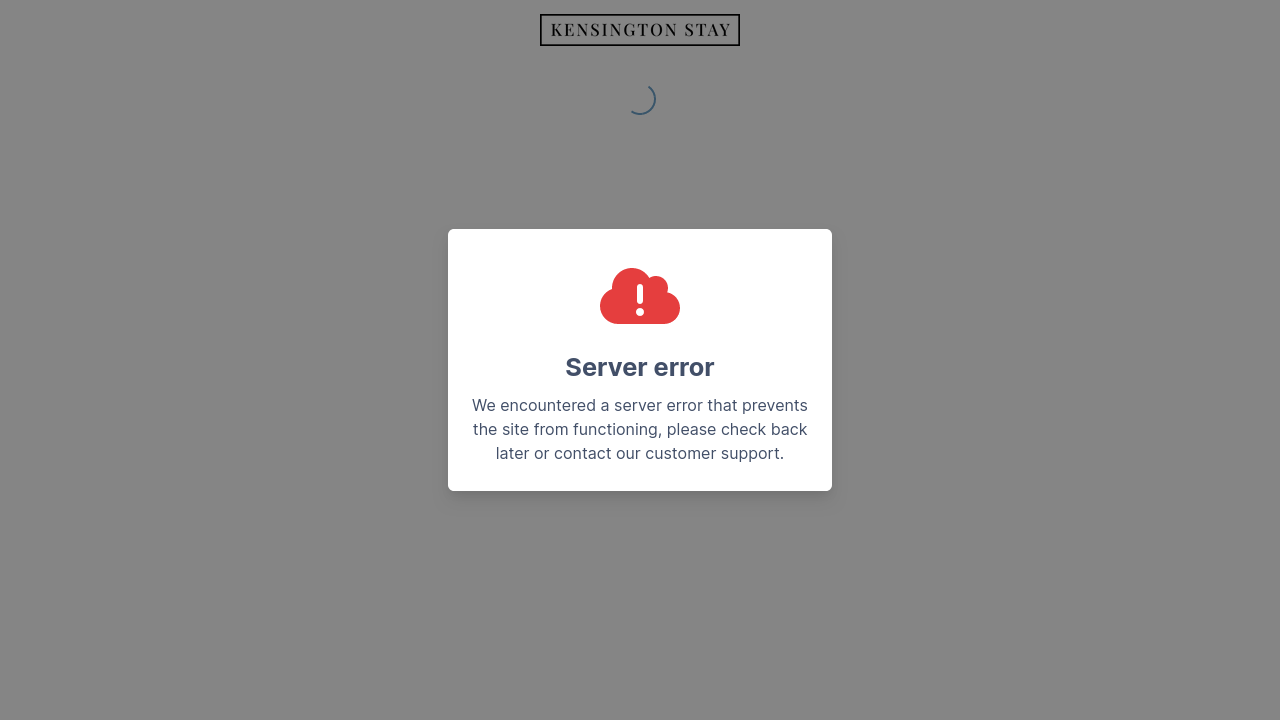 KENSINGTON STAY
Server error
We encountered a server error that prevents
the site from functioning, please check back
later or contact our customer support.